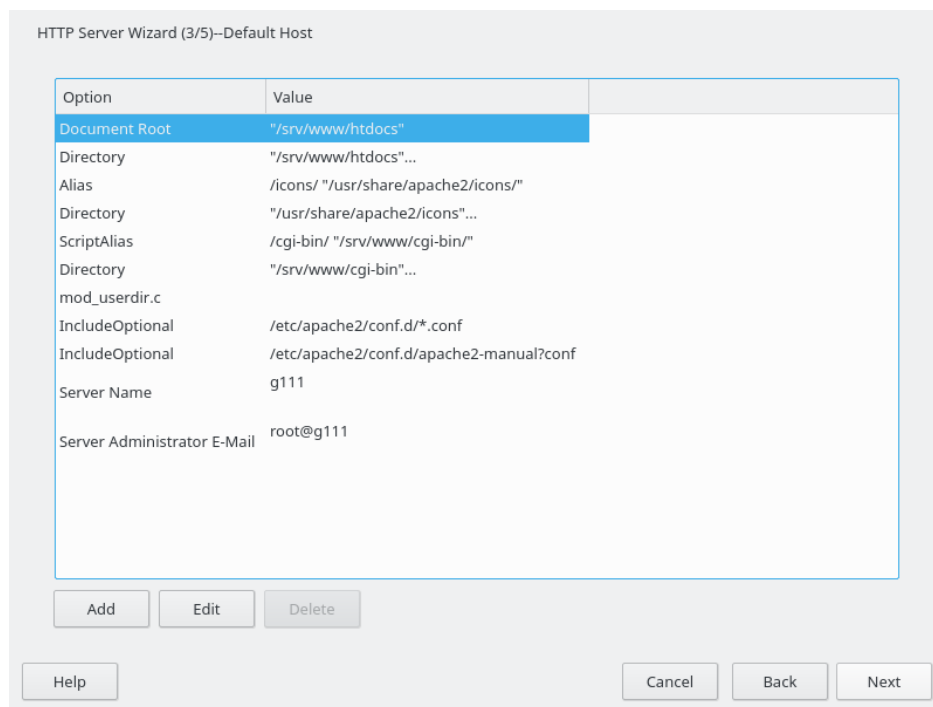 HTTP Server Wizard (3/5)--Default Host
Option Value
Document Root "/srv/www/htdocs"
Directory "/srv/www/htdocs"...
Alias /icons/ "/usr/share/apache2/icons/"
Directory "/usr/share/apache2/icons"...
ScriptAlias /cgi-bin/ "/srv/www/cgi-bin/"
Directory "/srv/www/cgi-bin"...
mod_userdir.c
IncludeOptional /etc/apache2/conf.d/*.conf
IncludeOptional /etc/apache2/conf.d/apache2-manual?conf
Server Name g111
Server Administrator E-Mail root@g111
Add Edit Delete
Help Cancel Back Next